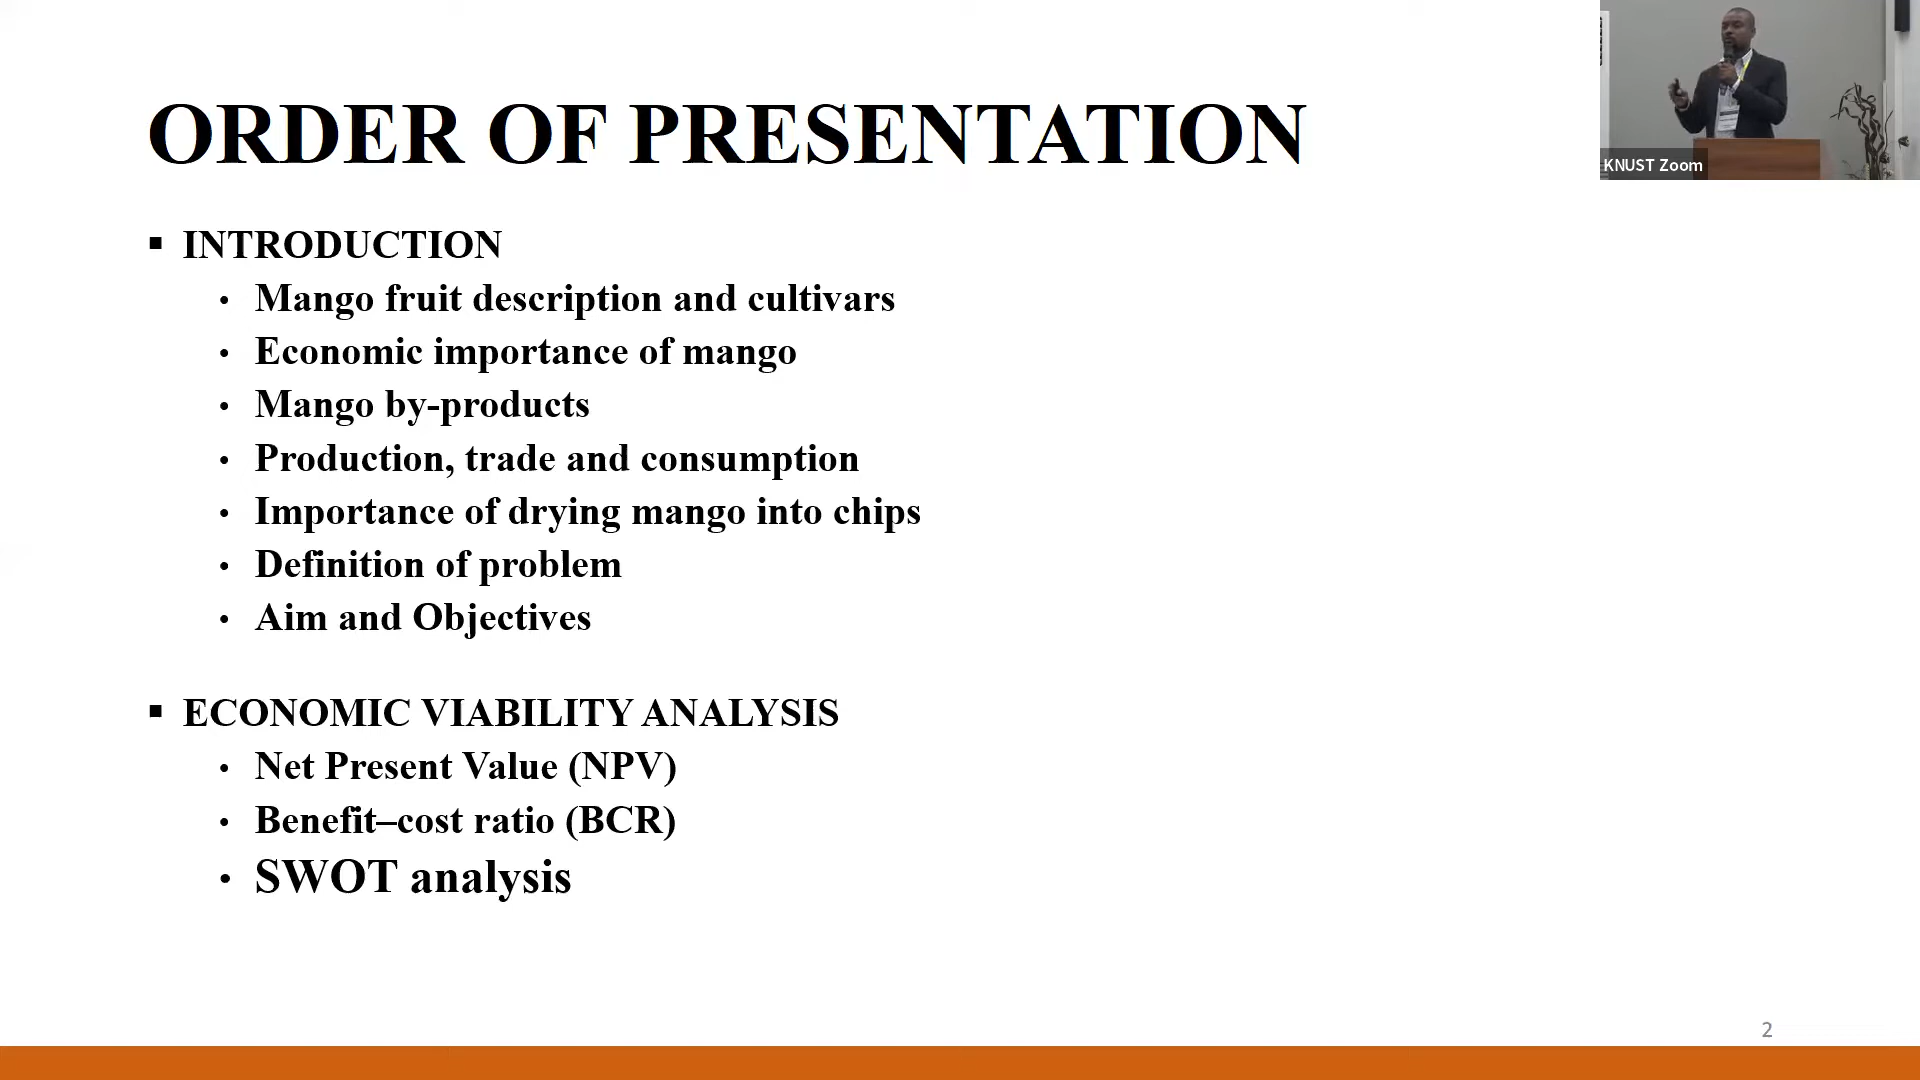 ORDER OF PRESENTATION
KNUST Zoom
▪ INTRODUCTION
• Mango fruit description and cultivars
• Economic importance of mango
• Mango by-products
• Production, trade and consumption
• Importance of drying mango into chips
• Definition of problem
• Aim and Objectives
▪ ECONOMIC VIABILITY ANALYSIS
• Net Present Value (NPV)
• Benefit–cost ratio (BCR)
• SWOT analysis
2